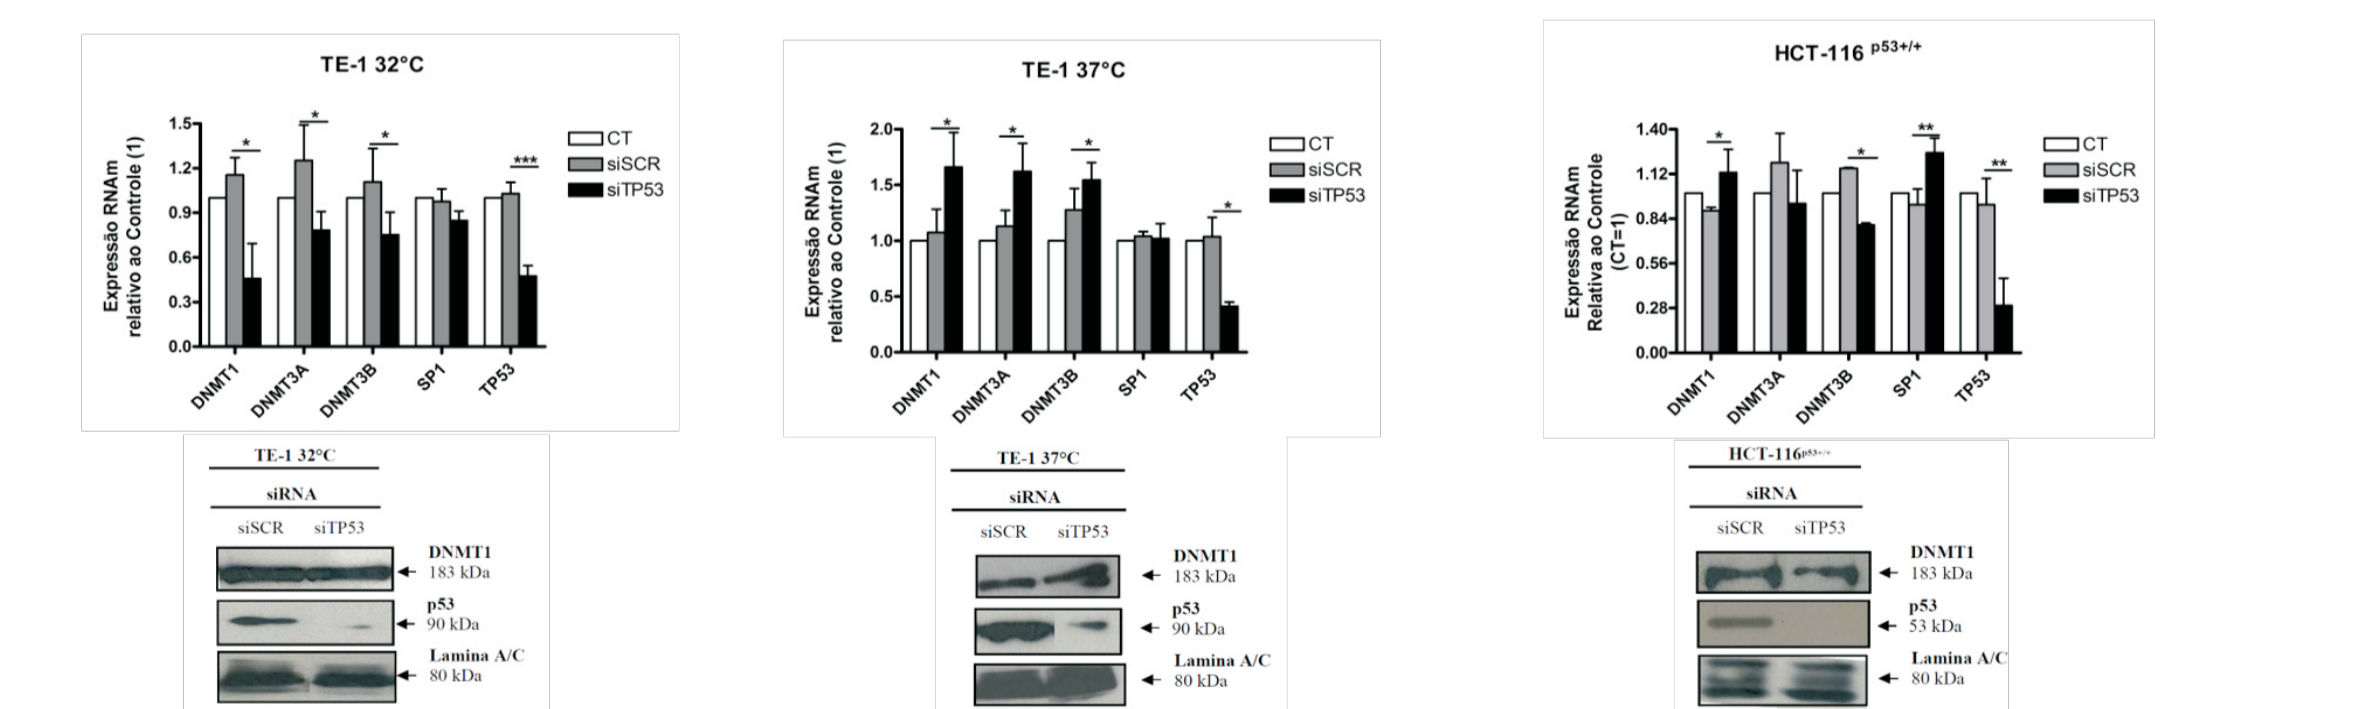 TE-1 32°C
Expressão RNAm
relativo ao Controle (1)
1.5
1.2
0.9
0.6
0.3
0.0
*
*
*
***
CT
siSCR
siTP53
DNMT1
DNMT3A
DNMT3B
SP1
TP53
TE-1 32°C
siRNA
siSCR siTP53
DNMT1
183 kDa
p53
90 kDa
Lamina A/C
80 kDa
TE-1 37°C
Expressão RNAm
relativo ao Controle (1)
2.0
1.5
1.0
0.5
0.0
*
*
*
*
CT
siSCR
siTP53
DNMT1
DNMT3A
DNMT3B
SP1
TP53
TE-1 37°C
siRNA
siSCR siTP53
DNMT1
183 kDa
p53
90 kDa
Lamina A/C
80 kDa
HCT-116 p53+/+
Expressão RNAm
Relativa ao Controle
(CT=1)
1.40
1.12
0.84
0.56
0.28
0.00
*
*
**
**
CT
siSCR
siTP53
DNMT1
DNMT3A
DNMT3B
SP1
TP53
HCT-116p53+/+
siRNA
siSCR siTP53
DNMT1
183 kDa
p53
53 kDa
Lamina A/C
80 kDa